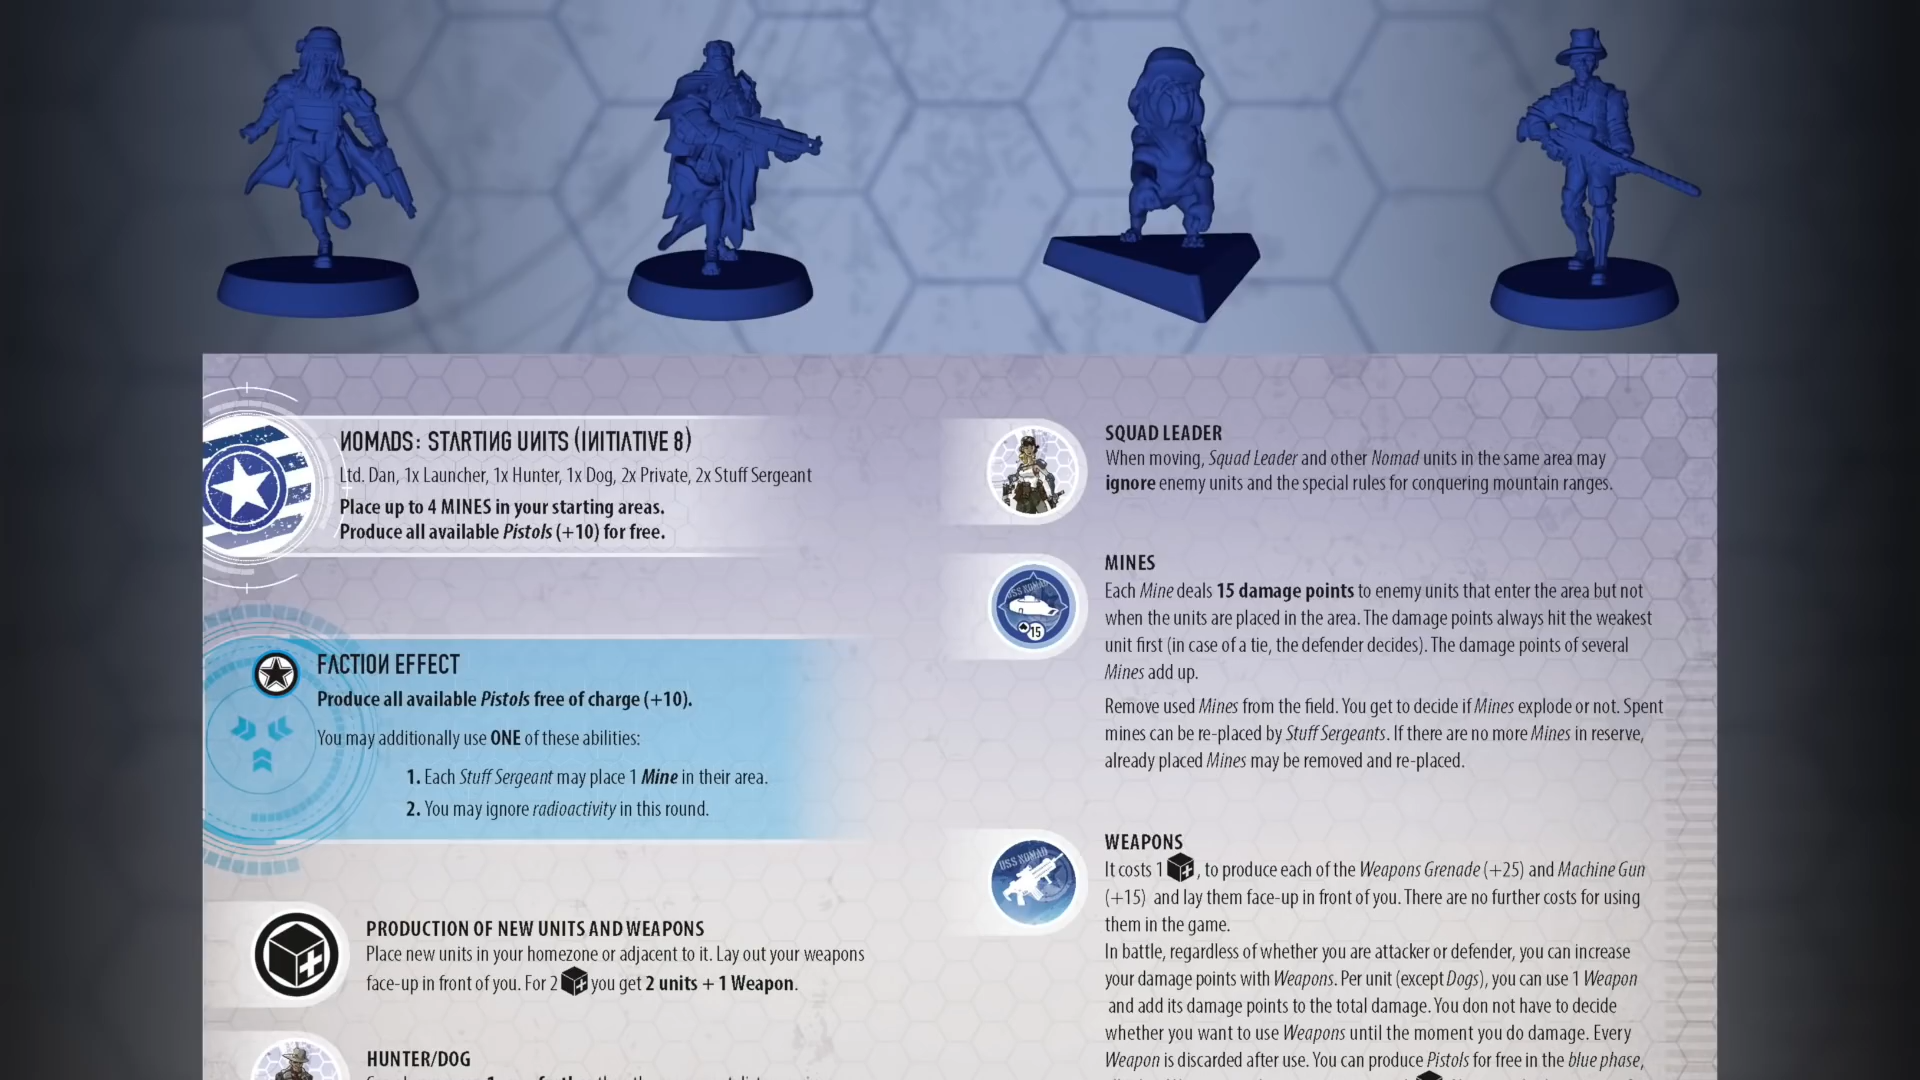 NOMADS: STARTING UNITS (INITIATIVE 8)
Ltd. Dan, 1x Launcher, 1x Hunter, 1x Dog, 2x Private, 2x Stuff Sergeant
Place up to 4 MINES in your starting areas.
Produce all available Pistols (+10) for free.
FACTION EFFECT
Produce all available Pistols free of charge (+10).
You may additionally use ONE of these abilities:
1. Each Stuff Sergeant may place 1 Mine in their area.
2. You may ignore radioactivity in this round.
PRODUCTION OF NEW UNITS AND WEAPONS
Place new units in your homezone or adjacent to it. Lay out your weapons
face-up in front of you. For 2 you get 2 units + 1 Weapon.
HUNTER/DOG
SQUAD LEADER
When moving, Squad Leader and other Nomad units in the same area may
ignore enemy units and the special rules for conquering mountain ranges.
USS NOMAD
15
MINES
Each Mine deals 15 damage points to enemy units that enter the area but not
when the units are placed in the area. The damage points always hit the weakest
unit first (in case of a tie, the defender decides). The damage points of several
Mines add up.
Remove used Mines from the field. You get to decide if Mines explode or not. Spent
mines can be re-placed by Stuff Sergeants. If there are no more Mines in reserve,
already placed Mines may be removed and re-placed.
USS NOMAD
WEAPONS
It costs 1 , to produce each of the Weapons Grenade (+25) and Machine Gun
(+15) and lay them face-up in front of you. There are no further costs for using
them in the game.
In battle, regardless of whether you are attacker or defender, you can increase
your damage points with Weapons. Per unit (except Dogs), you can use 1 Weapon
and add its damage points to the total damage. You don not have to decide
whether you want to use Weapons until the moment you do damage. Every
Weapon is discarded after use. You can produce Pistols for free in the blue phase,